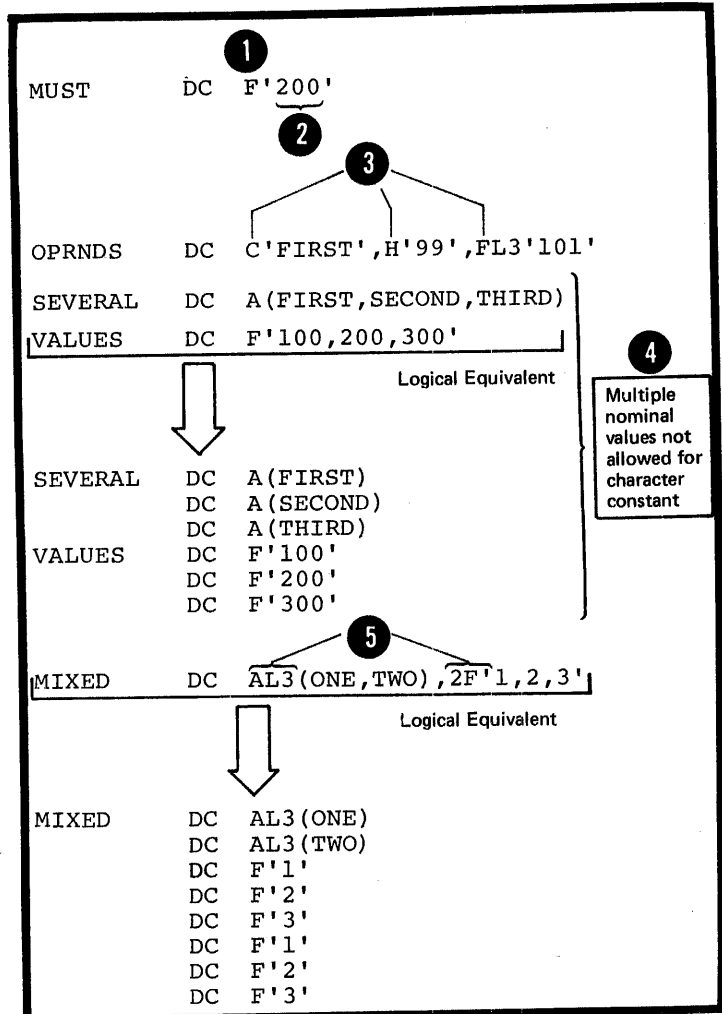 1
MUST DC F'200'
2
3
OPRNDS DC C'FIRST',H'99',FL3'101'
SEVERAL DC A(FIRST,SECOND,THIRD)
VALUES DC F'100,200,300'
Logical Equivalent
4
Multiple
nominal
values not
allowed for
character
constant
SEVERAL DC A(FIRST)
DC A(SECOND)
DC A(THIRD)
VALUES DC F'100'
DC F'200'
DC F'300'
5
MIXED DC AL3(ONE,TWO),2F'1,2,3'
Logical Equivalent
MIXED DC AL3(ONE)
DC AL3(TWO)
DC F'1'
DC F'2'
DC F'3'
DC F'1'
DC F'2'
DC F'3'